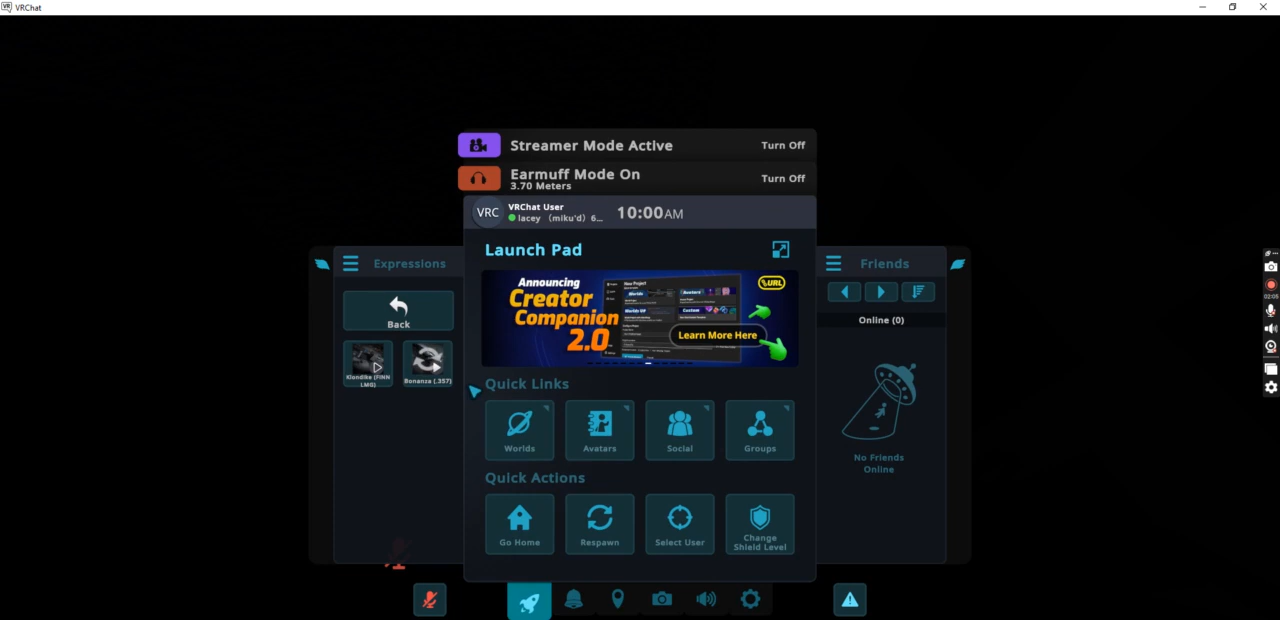 VRChat
Streamer Mode Active
Turn Off
Earmuff Mode On
3.70 Meters
Turn Off
VRC
VRChat User
lacey (miku'd) 6...
10:00 AM
Launch Pad
Announcing
Creator
Companion
2.0
%URL
Learn More Here
Expressions
Back
Klondike (FINN LMG)
Bonanza (.357)
Quick Links
Worlds
Avatars
Social
Groups
Quick Actions
Go Home
Respawn
Select User
Change
Shield Level
Friends
Online (0)
No Friends
Online
02:05